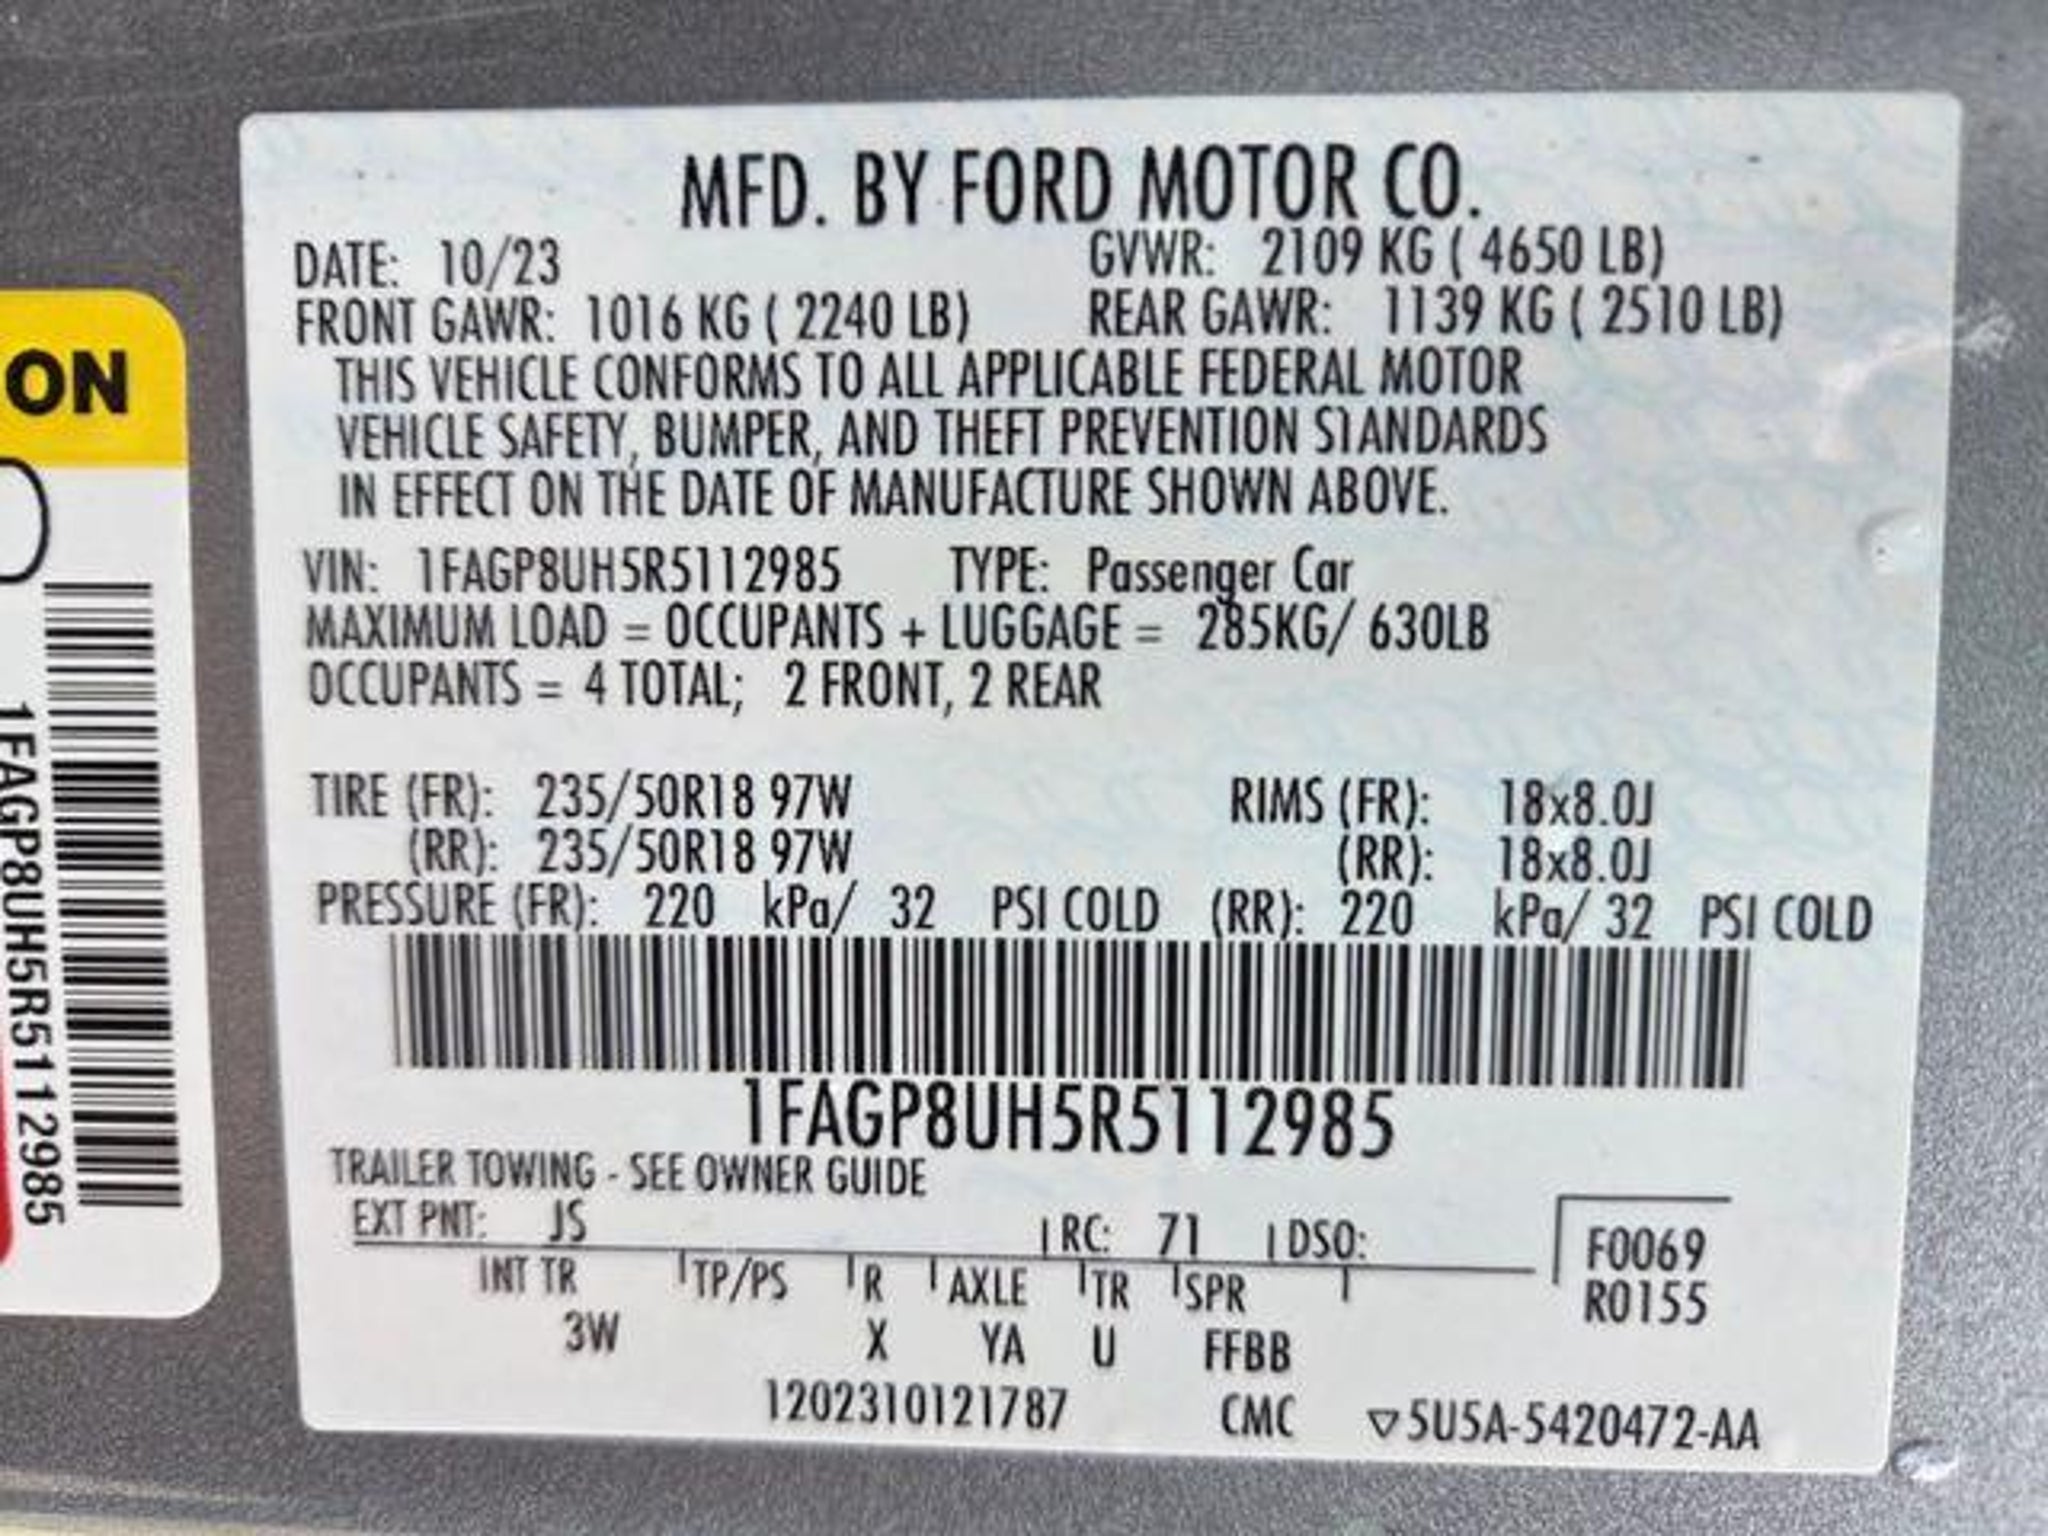 MFD. BY FORD MOTOR CO.
DATE: 10/23 GVWR: 2109 KG ( 4650 LB)
FRONT GAWR: 1016 KG ( 2240 LB) REAR GAWR: 1139 KG ( 2510 LB)
THIS VEHICLE CONFORMS TO ALL APPLICABLE FEDERAL MOTOR
VEHICLE SAFETY, BUMPER, AND THEFT PREVENTION STANDARDS
IN EFFECT ON THE DATE OF MANUFACTURE SHOWN ABOVE.
VIN: 1FAGP8UH5R5112985 TYPE: Passenger Car
MAXIMUM LOAD = OCCUPANTS + LUGGAGE = 285KG/ 630LB
OCCUPANTS = 4 TOTAL; 2 FRONT, 2 REAR
TIRE (FR): 235/50R18 97W RIMS (FR): 18x8.0J
(RR): 235/50R18 97W (RR): 18x8.0J
PRESSURE (FR): 220 kPa/ 32 PSI COLD (RR): 220 kPa/ 32 PSI COLD
1FAGP8UH5R5112985
TRAILER TOWING - SEE OWNER GUIDE
EXT PNT: JS RC: 71 DSO: F0069
INT TR TP/PS R AXLE TR SPR R0155
3W X YA U FFBB
1202310121787 CMC ▽5U5A-5420472-AA
ON
1FAGP8UH5R5112985